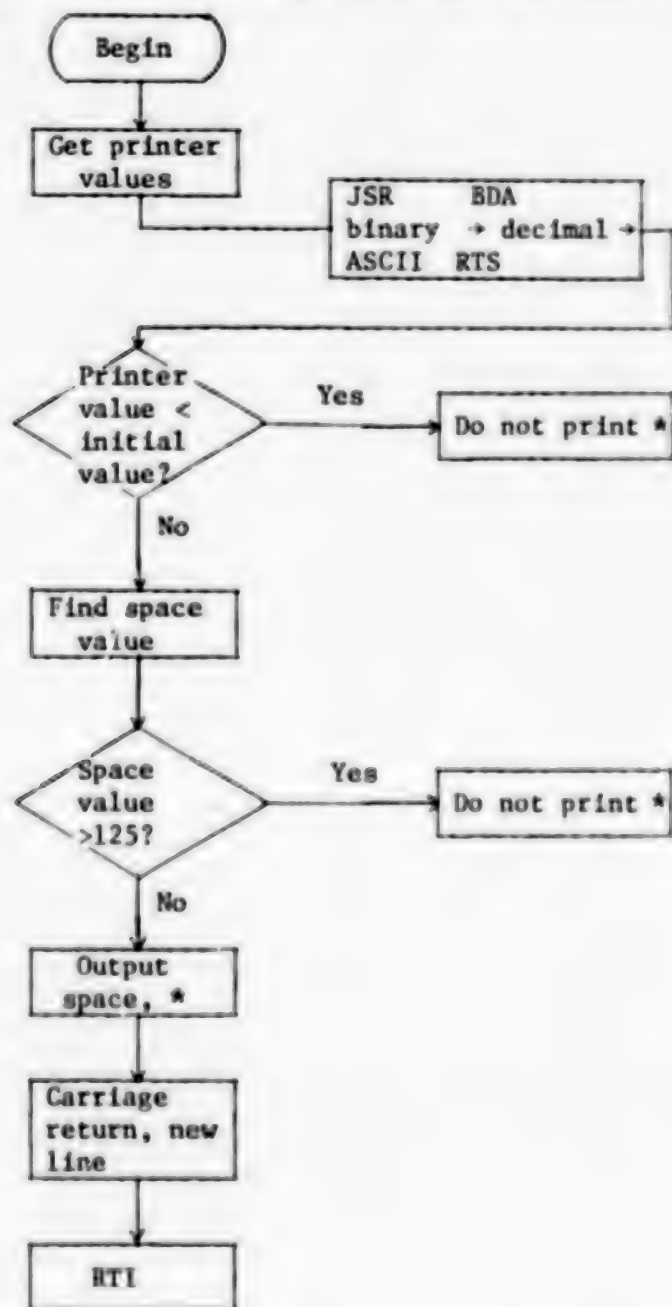 Begin
Get printer
values
JSR BDA
binary → decimal →
ASCII RTS
Printer
value <
initial
value?
Yes
Do not print *
No
Find space
value
Space
value
>125?
Yes
Do not print *
No
Output
space, *
Carriage
return, new
line
RTI